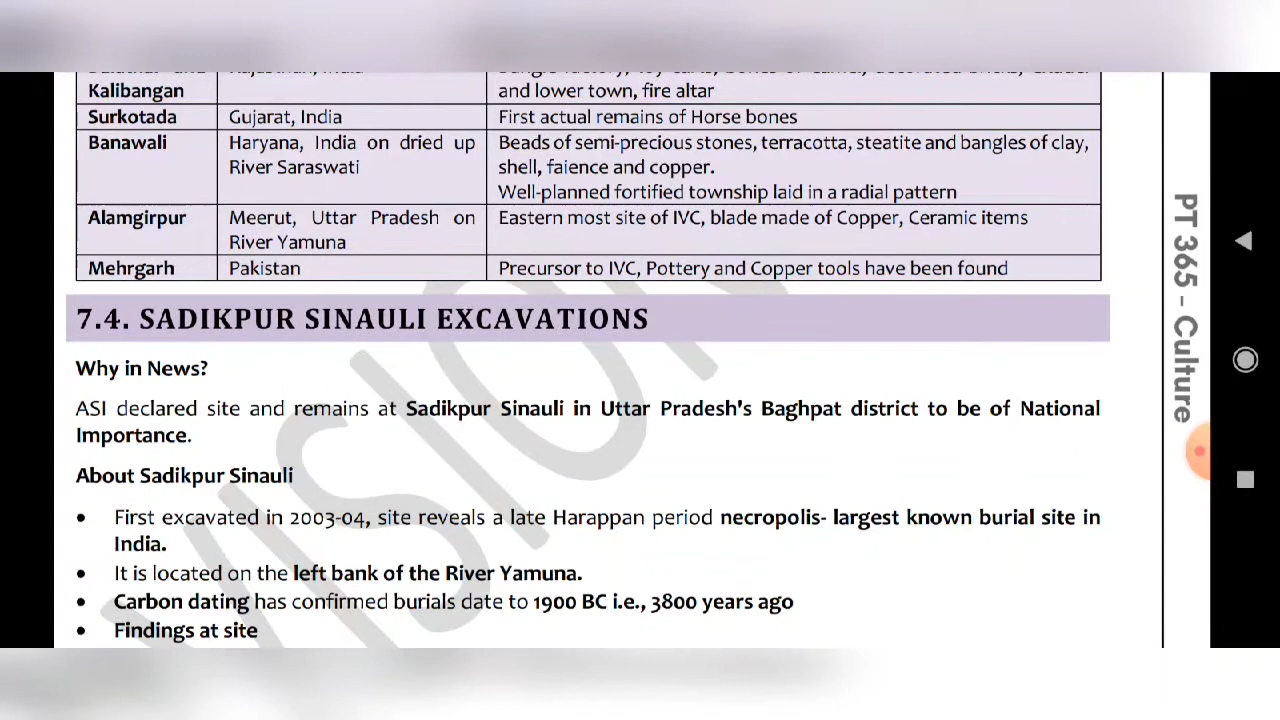 Kalibangan and lower town, fire altar
Surkotada Gujarat, India First actual remains of Horse bones
Banawali Haryana, India on dried up Beads of semi-precious stones, terracotta, steatite and bangles of clay,
River Saraswati shell, faience and copper.
Well-planned fortified township laid in a radial pattern
Alamgirpur Meerut, Uttar Pradesh on Eastern most site of IVC, blade made of Copper, Ceramic items
River Yamuna
Mehrgarh Pakistan Precursor to IVC, Pottery and Copper tools have been found
7.4. SADIKPUR SINAULI EXCAVATIONS
Why in News?
ASI declared site and remains at Sadikpur Sinauli in Uttar Pradesh's Baghpat district to be of National
Importance.
About Sadikpur Sinauli
• First excavated in 2003-04, site reveals a late Harappan period necropolis- largest known burial site in
India.
• It is located on the left bank of the River Yamuna.
• Carbon dating has confirmed burials date to 1900 BC i.e., 3800 years ago
• Findings at site
PT 365 - Culture
VISION